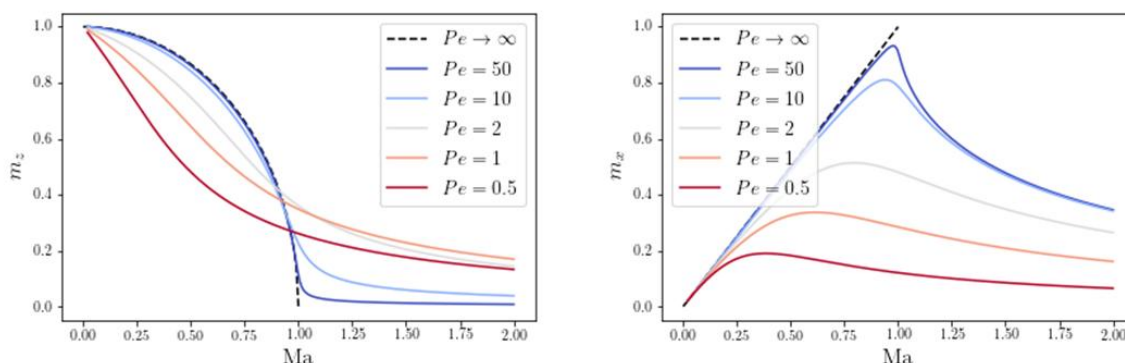 1.0
0.8
0.6
0.4
0.2
0.0
m_z
0.00 0.25 0.50 0.75 1.00 1.25 1.50 1.75 2.00
Ma
Pe → ∞
Pe = 50
Pe = 10
Pe = 2
Pe = 1
Pe = 0.5
1.0
0.8
0.6
0.4
0.2
0.0
m_x
0.00 0.25 0.50 0.75 1.00 1.25 1.50 1.75 2.00
Ma
Pe → ∞
Pe = 50
Pe = 10
Pe = 2
Pe = 1
Pe = 0.5